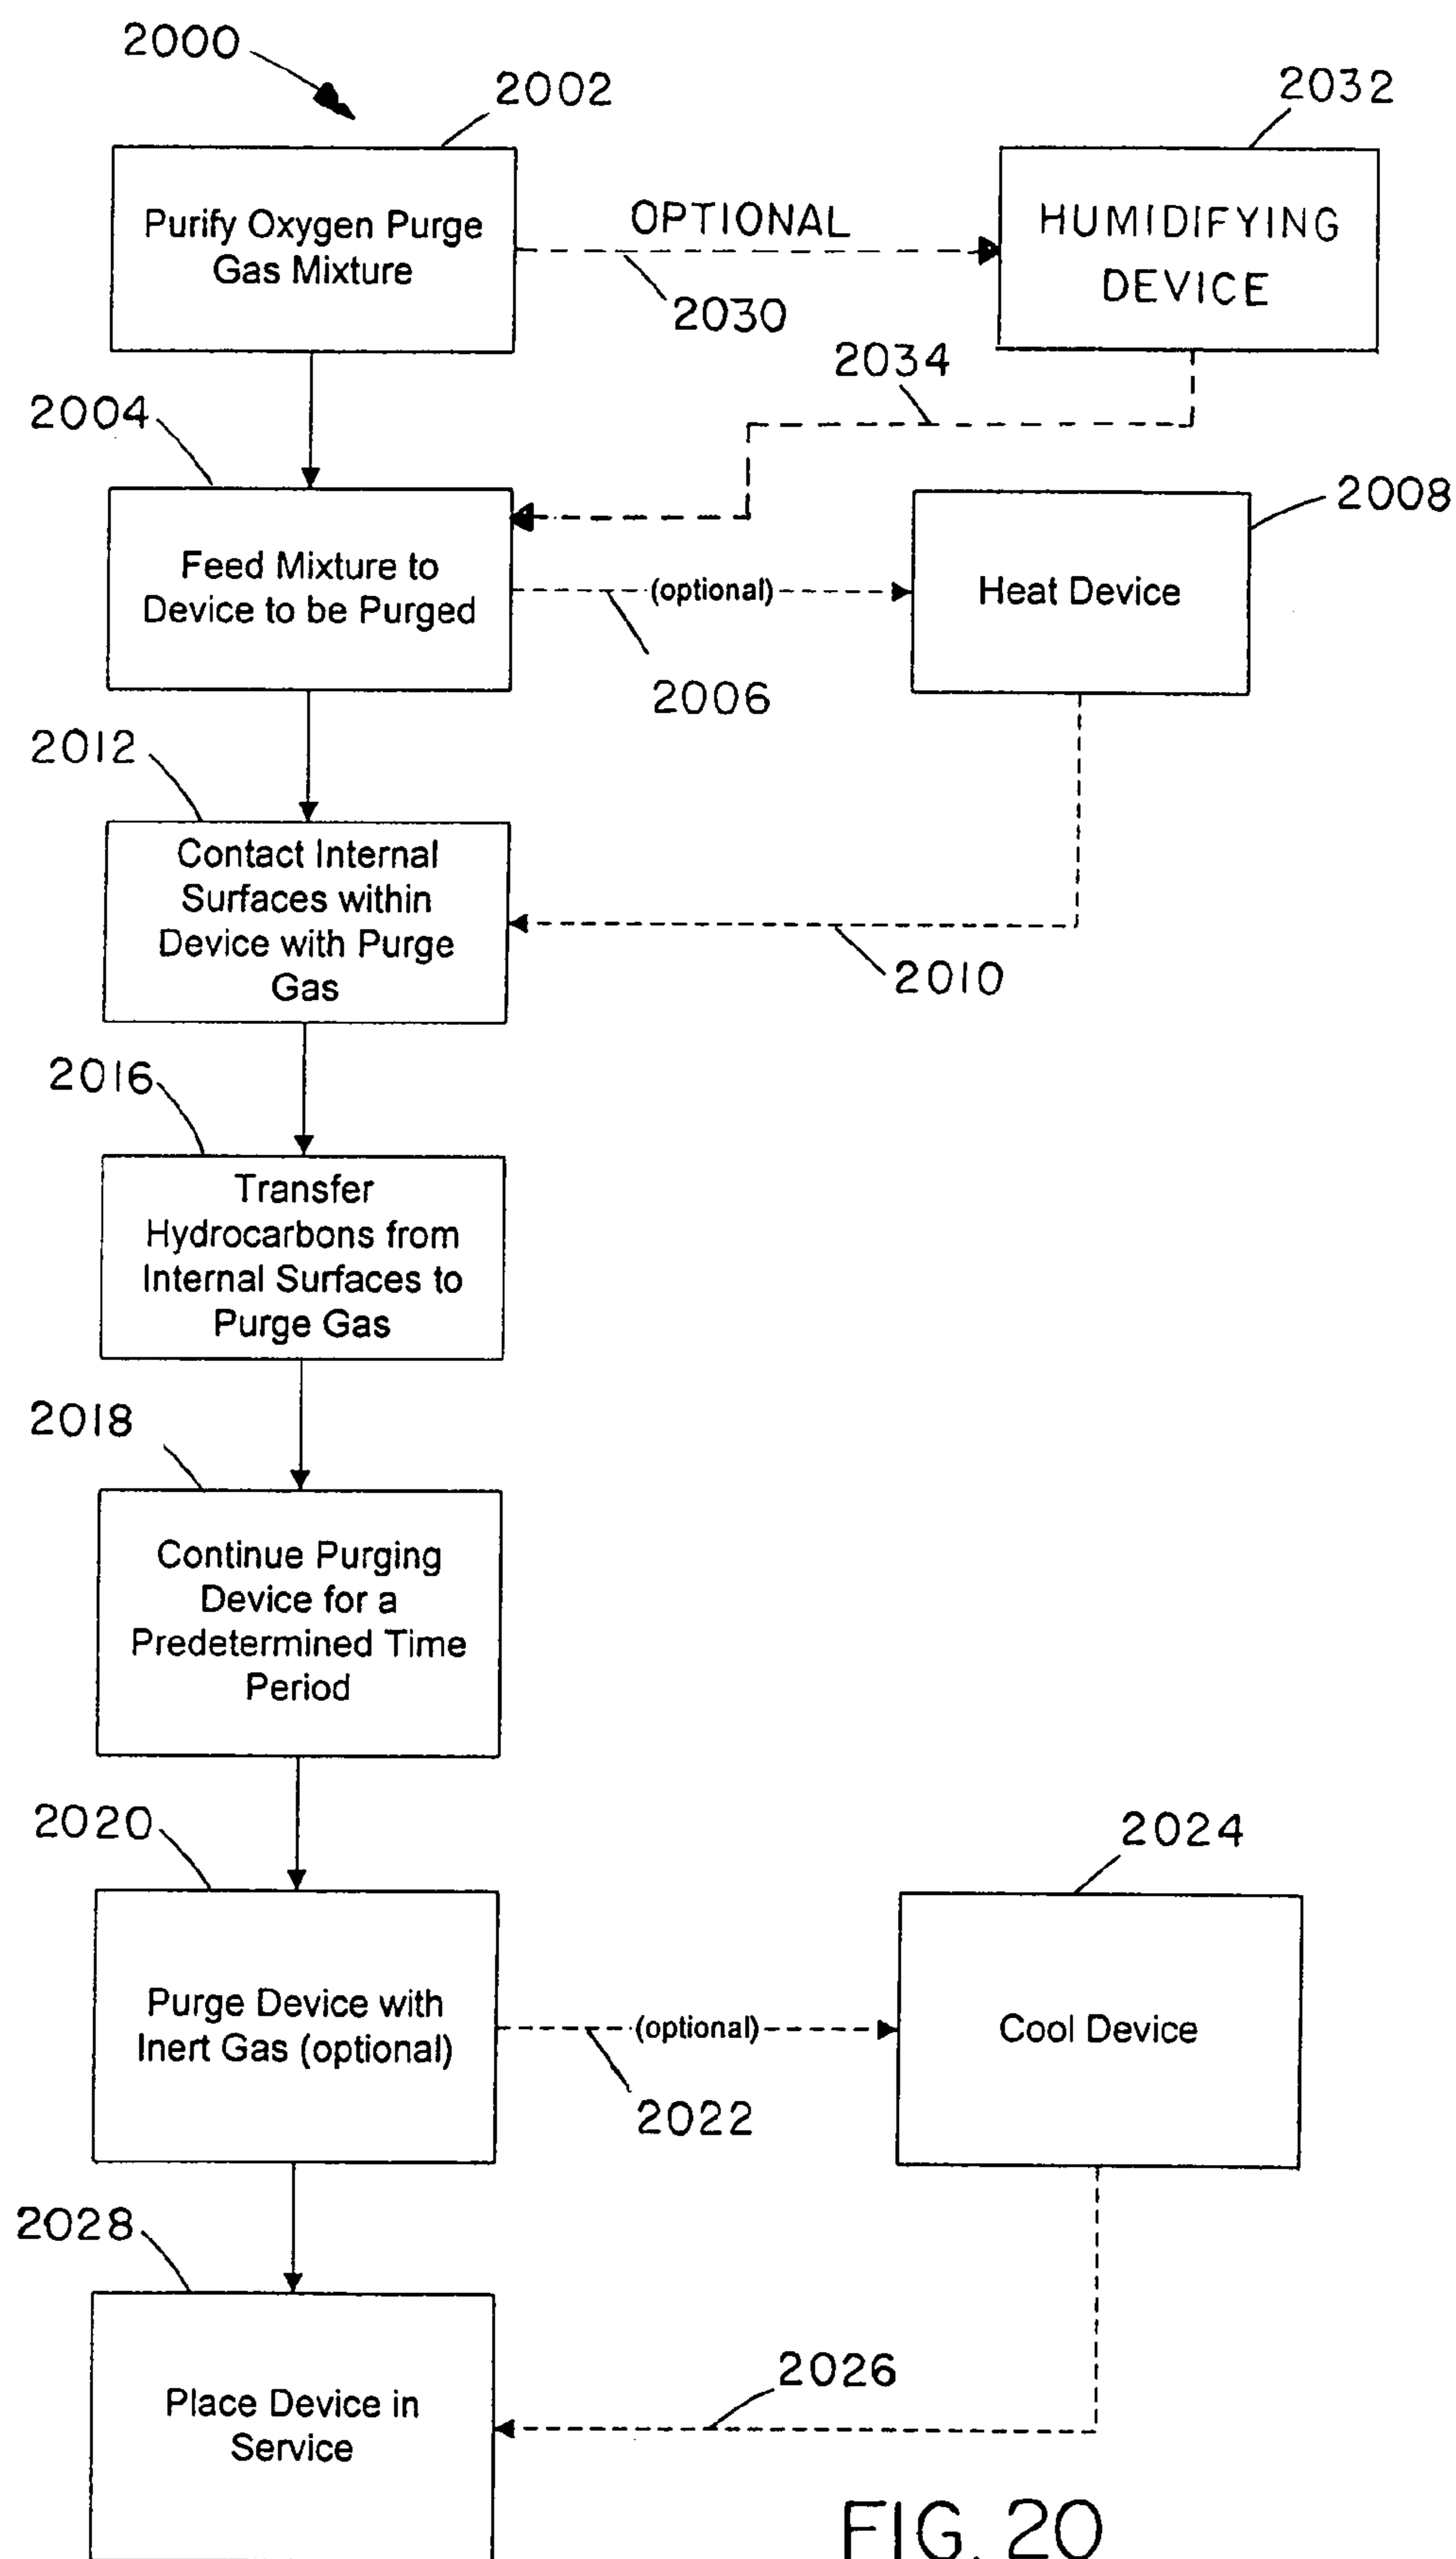 2000
2002
2032
Purify Oxygen Purge
Gas Mixture
OPTIONAL
HUMIDIFYING
DEVICE
2030
2034
2004
2008
Feed Mixture to
Device to be Purged
(optional)
Heat Device
2006
2012
Contact Internal
Surfaces within
Device with Purge
Gas
2010
2016
Transfer
Hydrocarbons from
Internal Surfaces to
Purge Gas
2018
Continue Purging
Device for a
Predetermined Time
Period
2020
2024
Purge Device with
Inert Gas (optional)
(optional)
Cool Device
2022
2028
2026
Place Device in
Service
FIG. 20